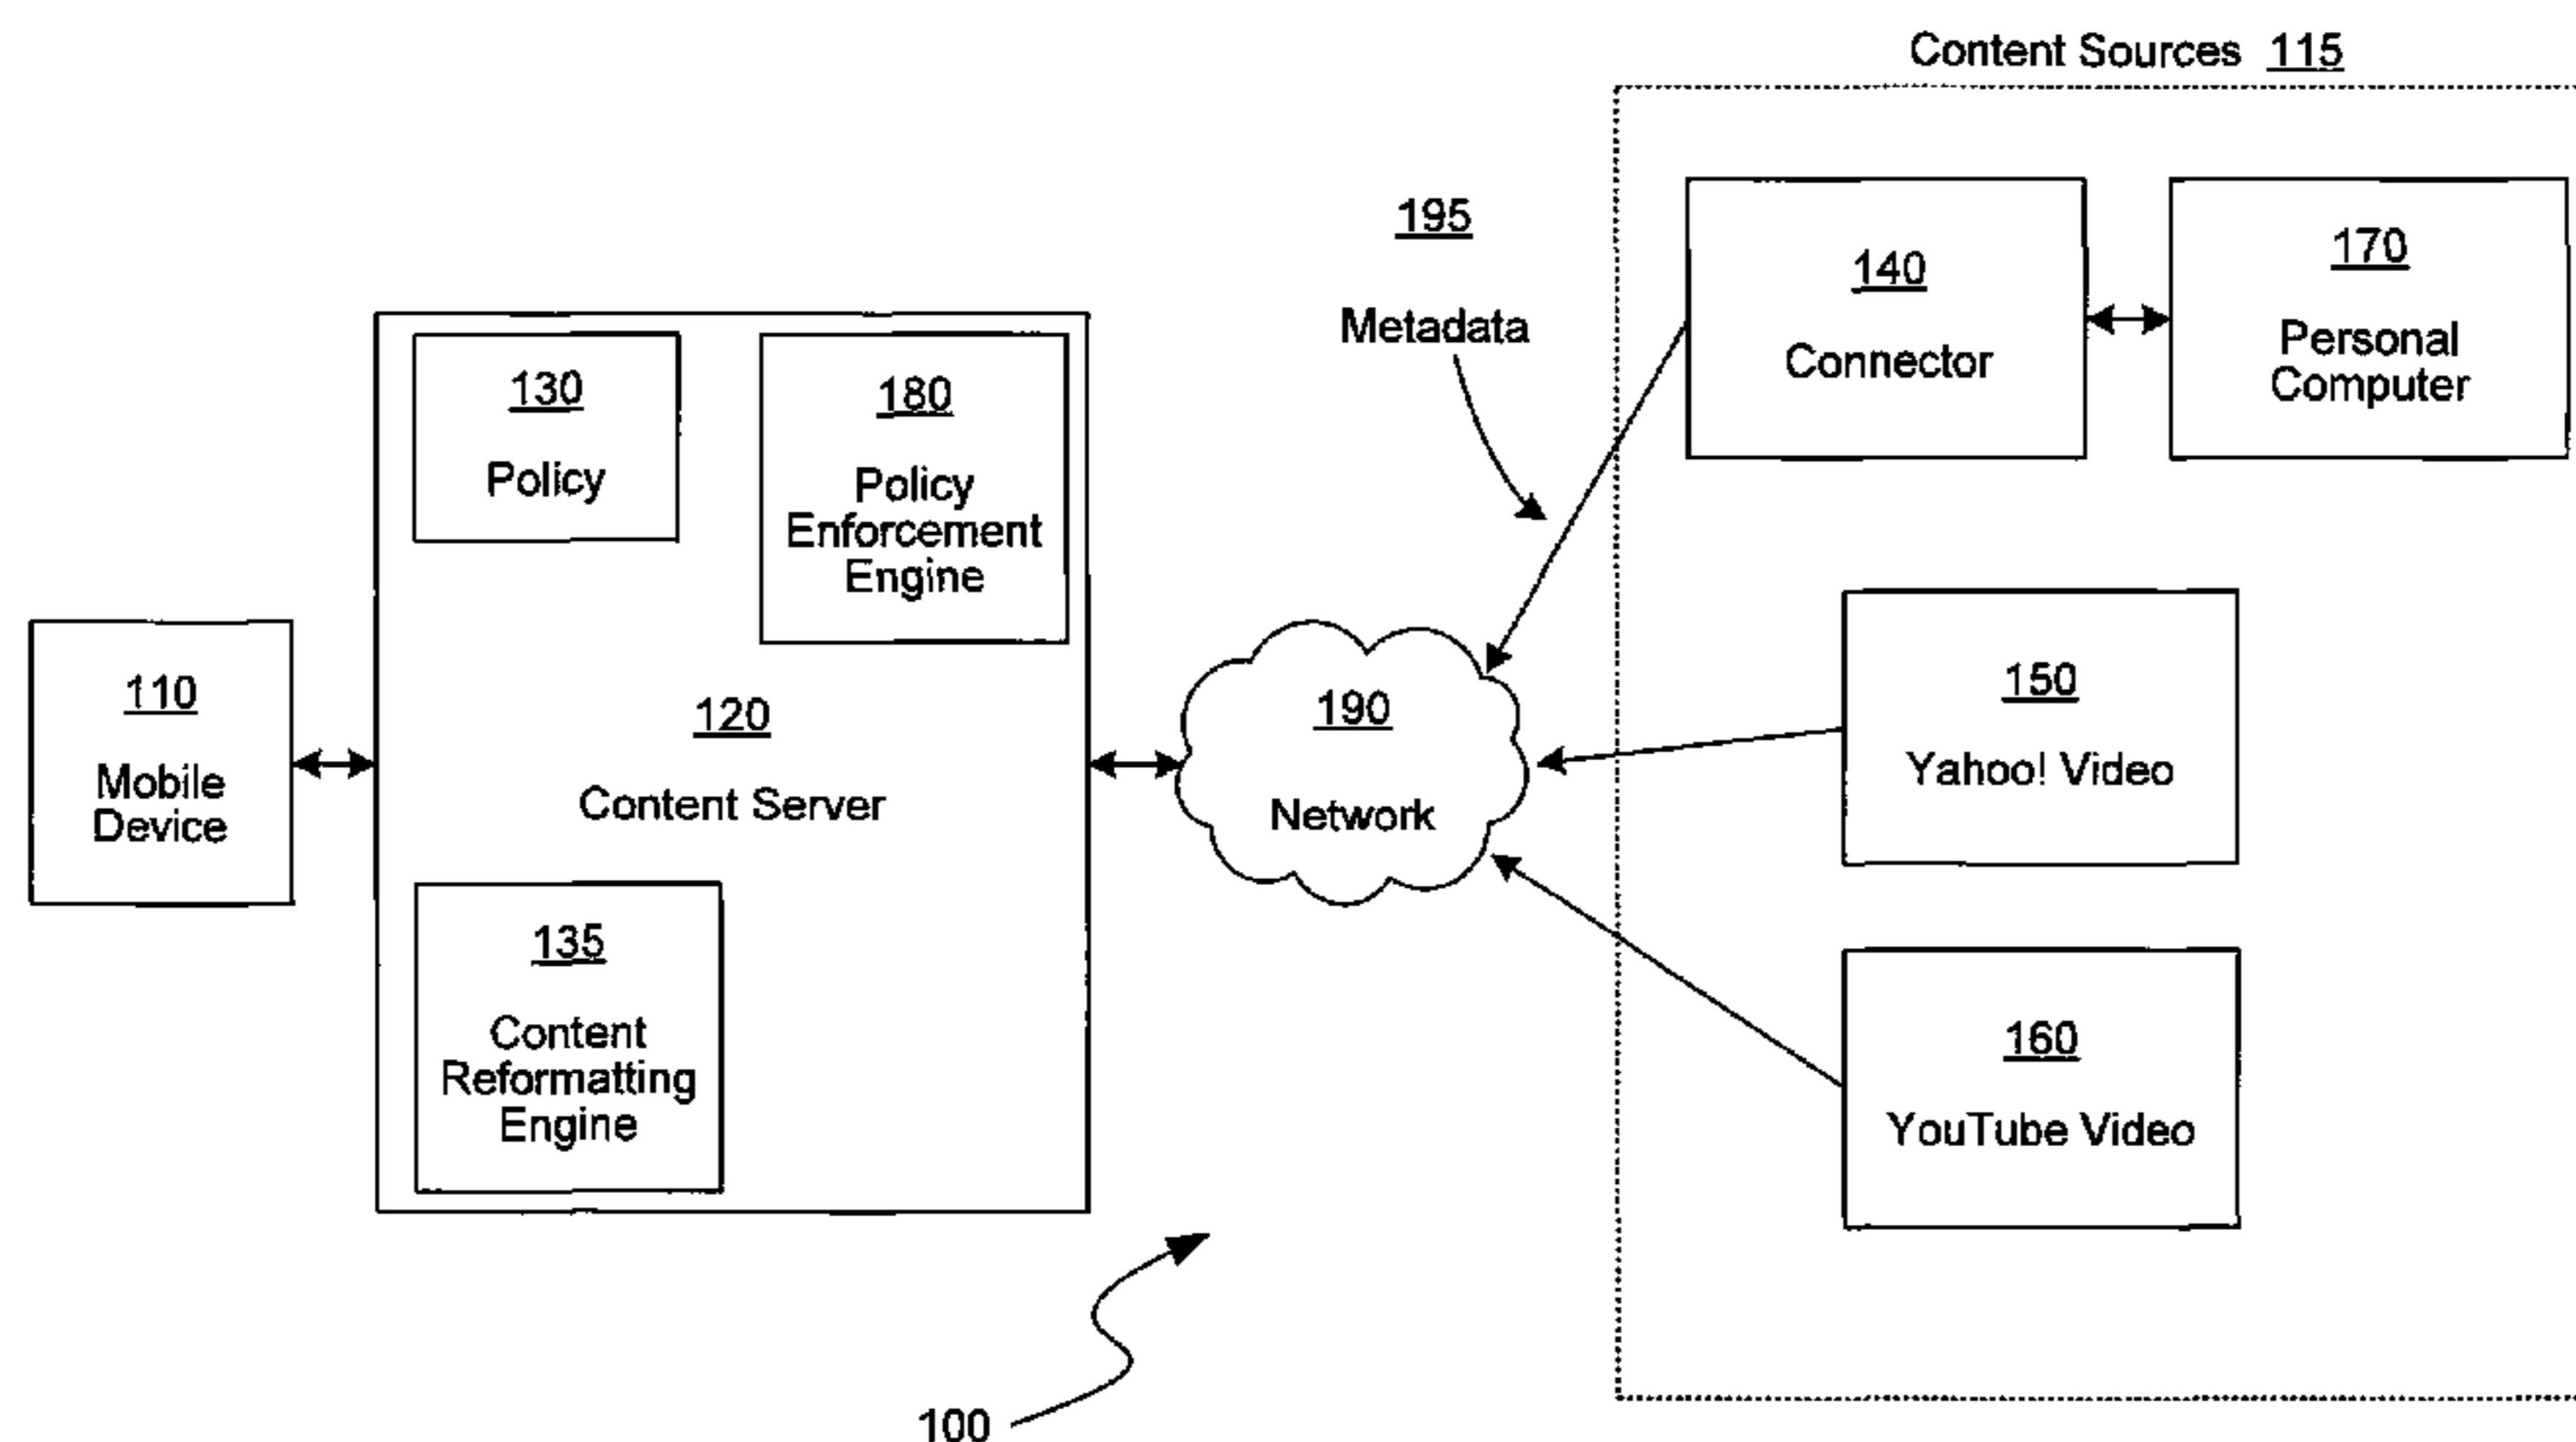 Content Sources 115
195
Metadata
140
Connector
170
Personal
Computer
130
Policy
180
Policy
Enforcement
Engine
110
Mobile
Device
120
Content Server
190
Network
150
Yahoo! Video
135
Content
Reformatting
Engine
160
YouTube Video
100